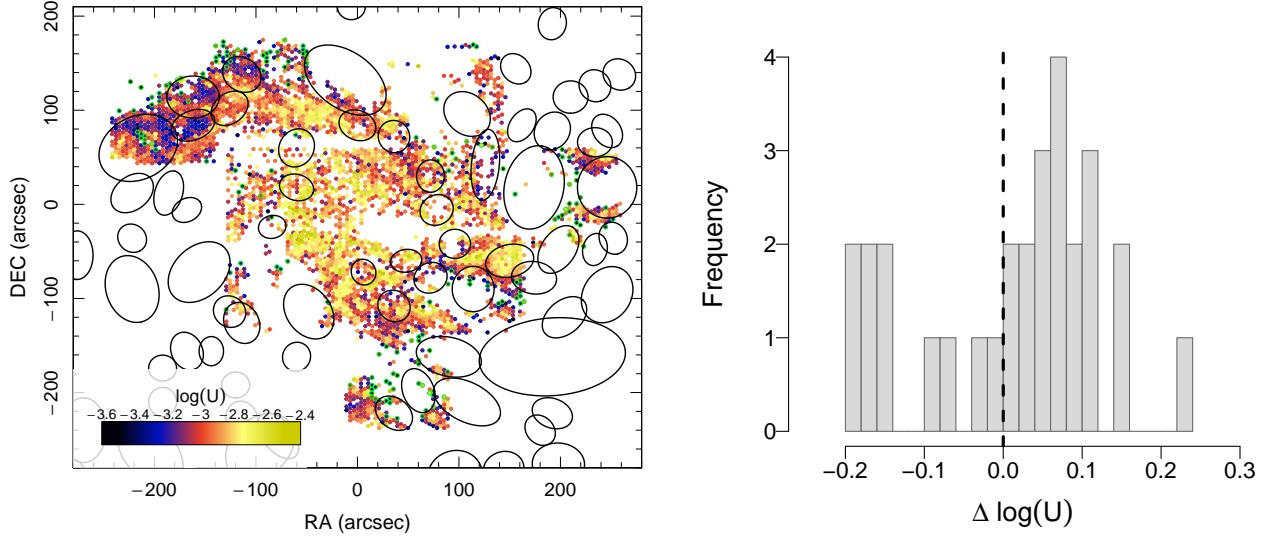 200
100
0
−100
−200
DEC (arcsec)
log(U)
−3.6 −3.4 −3.2 −3 −2.8 −2.6 −2.4
−200 −100 0 100 200
RA (arcsec)
4
3
2
1
0
Frequency
−0.2 −0.1 0.0 0.1 0.2 0.3
Δ log(U)